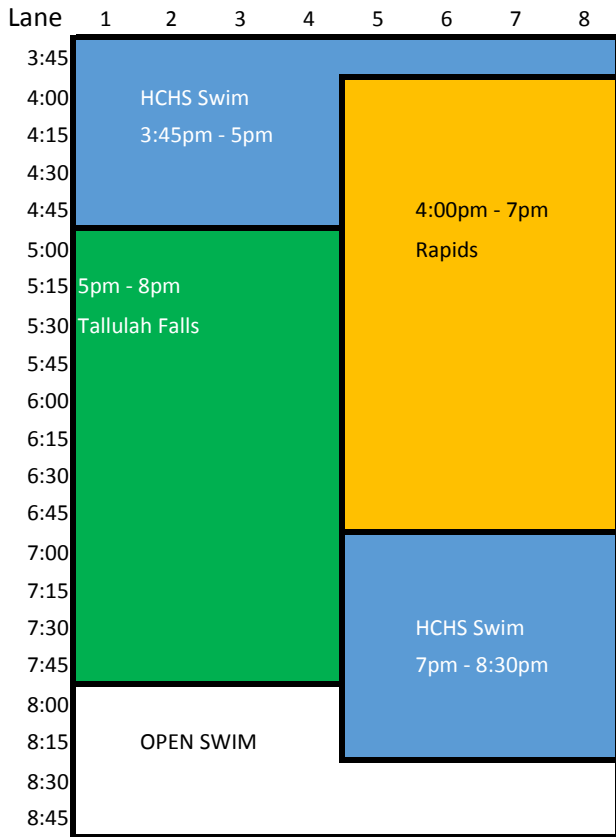 Lane 1 2 3 4 5 6 7 8
3:45
4:00 HCHS Swim
4:15 3:45pm - 5pm
4:30
4:45 4:00pm - 7pm
5:00 Rapids
5:15 5pm - 8pm
5:30 Tallulah Falls
5:45
6:00
6:15
6:30
6:45
7:00
7:15
7:30 HCHS Swim
7:45 7pm - 8:30pm
8:00
8:15 OPEN SWIM
8:30
8:45